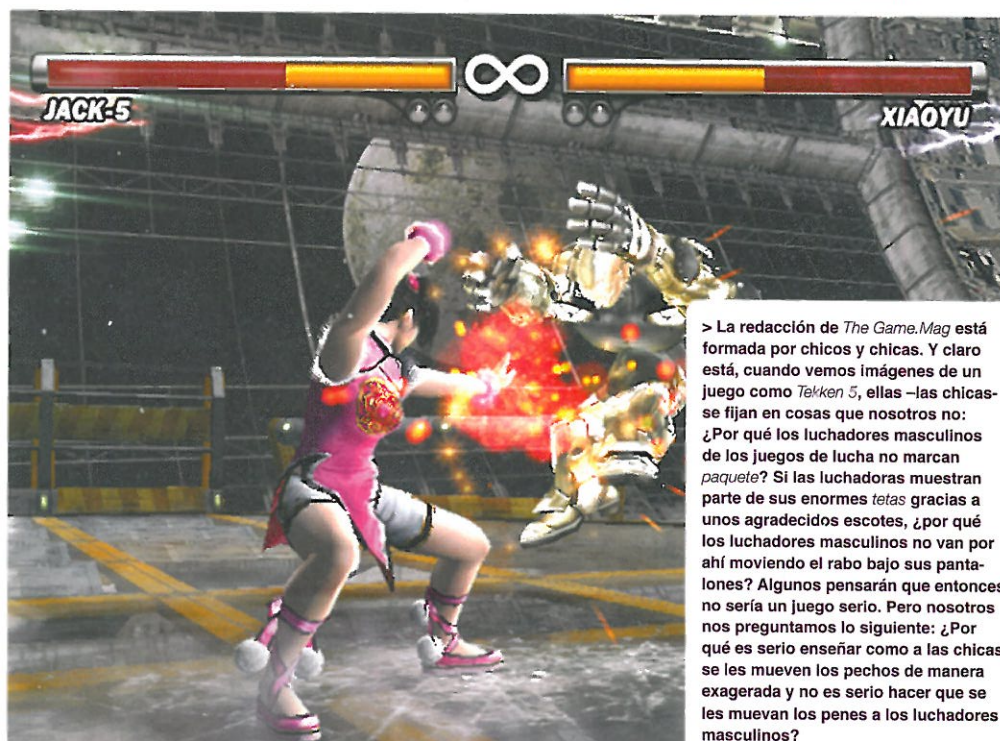 JACK-5
XIAOYU
> La redacción de The Game.Mag está
formada por chicos y chicas. Y claro
está, cuando vemos imágenes de un
juego como Tekken 5, ellas –las chicas-
se fijan en cosas que nosotros no:
¿Por qué los luchadores masculinos
de los juegos de lucha no marcan
paquete? Si las luchadoras muestran
parte de sus enormes tetas gracias a
unos agradecidos escotes, ¿por qué
los luchadores masculinos no van por
ahí moviendo el rabo bajo sus panta-
lones? Algunos pensarán que entonces
no sería un juego serio. Pero nosotros
nos preguntamos lo siguiente: ¿Por
qué es serio enseñar como a las chicas
se les mueven los pechos de manera
exagerada y no es serio hacer que se
les muevan los penes a los luchadores
masculinos?